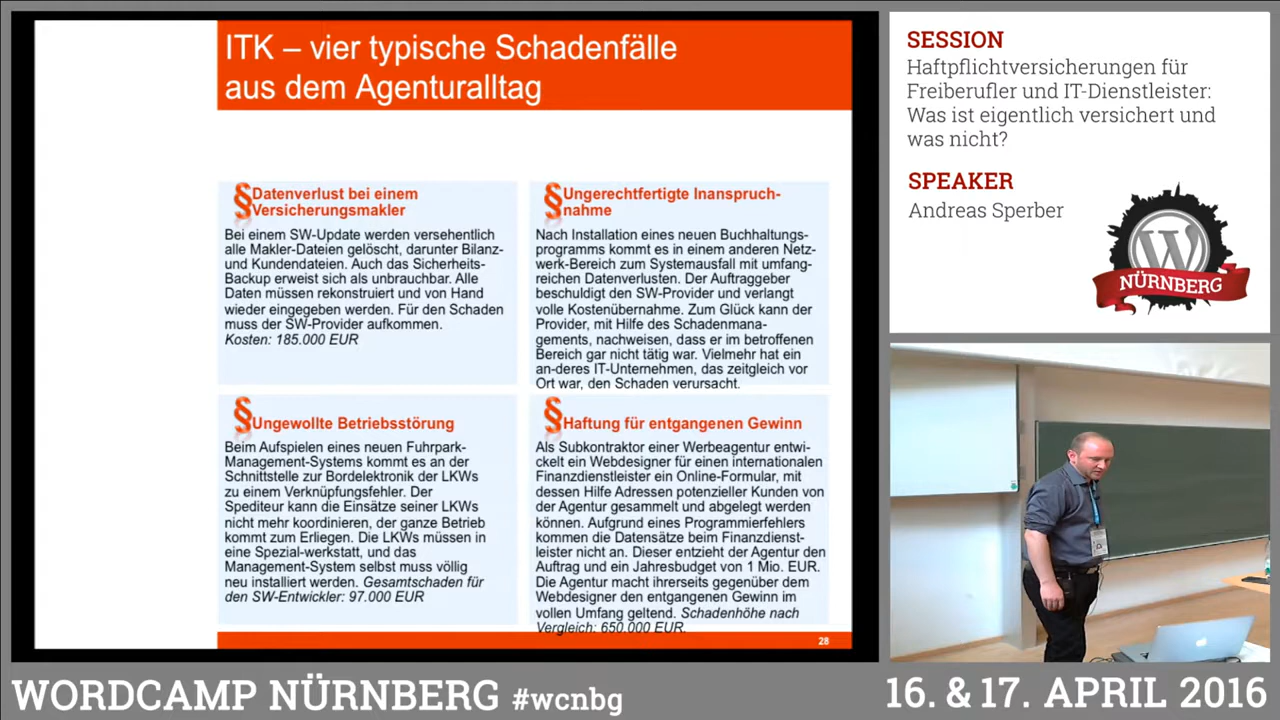 ITK – vier typische Schadenfälle
aus dem Agenturalltag
§Datenverlust bei einem
Versicherungsmakler
Bei einem SW-Update werden versehentlich
alle Makler-Dateien gelöscht, darunter Bilanz-
und Kundendateien. Auch das Sicherheits-
Backup erweist sich als unbrauchbar. Alle
Daten müssen rekonstruiert und von Hand
wieder eingegeben werden. Für den Schaden
muss der SW-Provider aufkommen.
Kosten: 185.000 EUR
§Ungerechtfertigte Inanspruch-
nahme
Nach Installation eines neuen Buchhaltungs-
programms kommt es in einem anderen Netz-
werk-Bereich zum Systemausfall mit umfang-
reichen Datenverlusten. Der Auftraggeber
beschuldigt den SW-Provider und verlangt
volle Kostenübernahme. Zum Glück kann der
Provider, mit Hilfe des Schadenmana-
gements, nachweisen, dass er im betroffenen
Bereich gar nicht tätig war. Vielmehr hat ein
an-deres IT-Unternehmen, das zeitgleich vor
Ort war, den Schaden verursacht.
§Ungewollte Betriebsstörung
Beim Aufspielen eines neuen Fuhrpark-
Management-Systems kommt es an der
Schnittstelle zur Bordelektronik der LKWs
zu einem Verknüpfungsfehler. Der
Spediteur kann die Einsätze seiner LKWs
nicht mehr koordinieren, der ganze Betrieb
kommt zum Erliegen. Die LKWs müssen in
eine Spezial-werkstatt, und das
Management-System selbst muss völlig
neu installiert werden. Gesamtschaden für
den SW-Entwickler: 97.000 EUR
§Haftung für entgangenen Gewinn
Als Subkontraktor einer Werbeagentur entwi-
ckelt ein Webdesigner für einen internationalen
Finanzdienstleister ein Online-Formular, mit
dessen Hilfe Adressen potenzieller Kunden von
der Agentur gesammelt und abgelegt werden
können. Aufgrund eines Programmierfehlers
kommen die Datensätze beim Finanzdienst-
leister nicht an. Dieser entzieht der Agentur den
Auftrag und ein Jahresbudget von 1 Mio. EUR.
Die Agentur macht ihrerseits gegenüber dem
Webdesigner den entgangenen Gewinn im
vollen Umfang geltend. Schadenhöhe nach
Vergleich: 650.000 EUR.
28
SESSION
Haftpflichtversicherungen für
Freiberufler und IT-Dienstleister:
Was ist eigentlich versichert und
was nicht?
SPEAKER
Andreas Sperber
W
NÜRNBERG
WORDCAMP NÜRNBERG #wcnbg
16. & 17. APRIL 2016